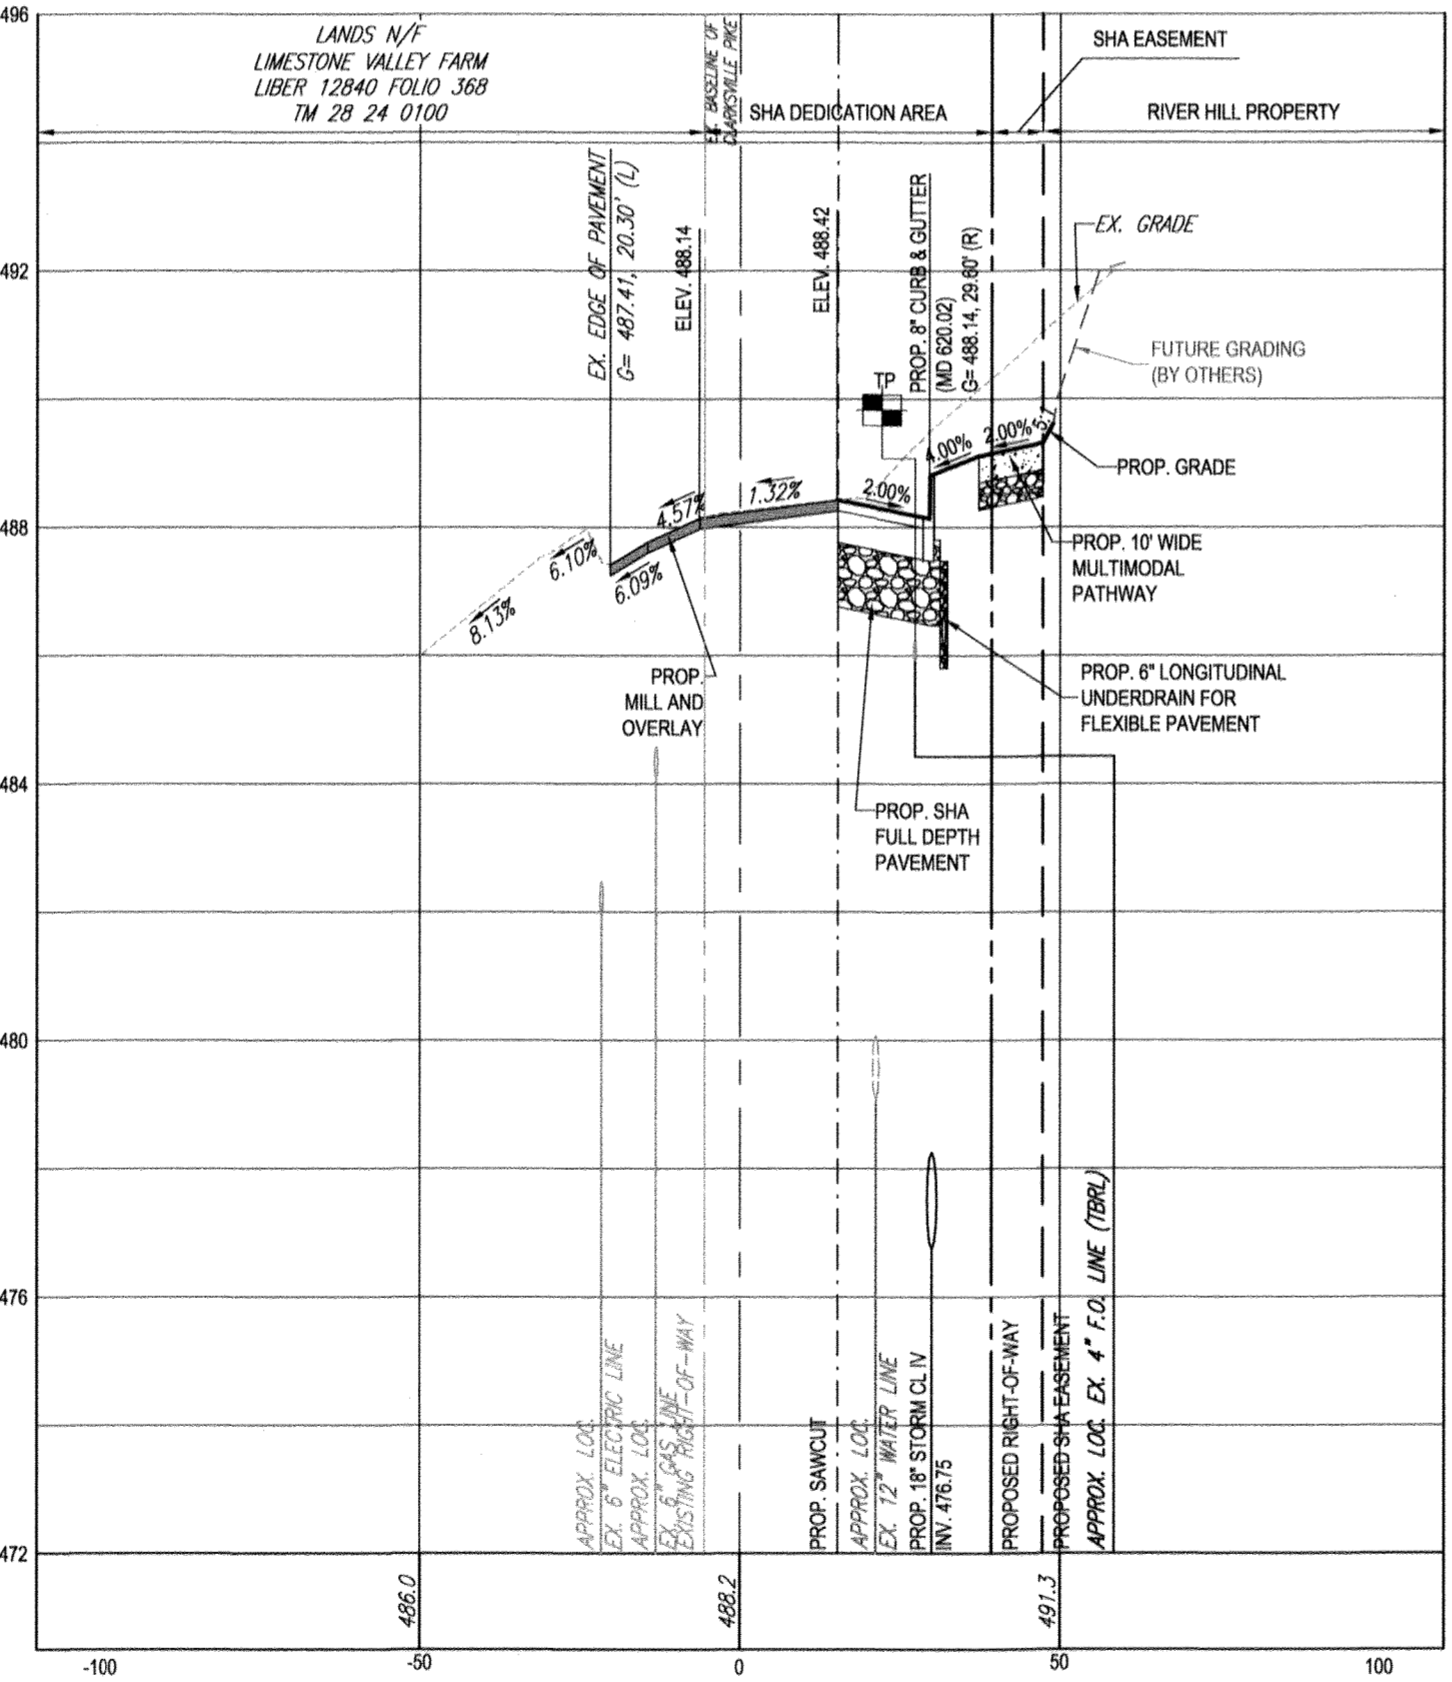 496
LANDS N/F
LIMESTONE VALLEY FARM
LIBER 12840 FOLIO 368
TM 28 24 0100
EX. BASELINE OF
CLARKSVILLE PIKE
SHA DEDICATION AREA
SHA EASEMENT
RIVER HILL PROPERTY
EX. EDGE OF PAVEMENT
G= 487.41, 20.30' (L)
ELEV. 488.14
ELEV. 488.42
PROP. 8" CURB & GUTTER
(MD 620.02)
G= 488.14, 29.60' (R)
EX. GRADE
492
FUTURE GRADING
(BY OTHERS)
TP
4.00%
2.00%
5:1
PROP. GRADE
4.57%
1.32%
2.00%
488
6.10%
6.09%
8.13%
PROP. 10' WIDE
MULTIMODAL
PATHWAY
PROP.
MILL AND
OVERLAY
PROP. 6" LONGITUDINAL
UNDERDRAIN FOR
FLEXIBLE PAVEMENT
484
PROP. SHA
FULL DEPTH
PAVEMENT
480
476
APPROX. LOC.
EX. 6" ELECTRIC LINE
APPROX. LOC.
EX. 6" GAS LINE
EXISTING RIGHT-OF-WAY
PROP. SAWCUT
APPROX. LOC.
EX. 12" WATER LINE
PROP. 18" STORM CL IV
INV. 476.75
PROPOSED RIGHT-OF-WAY
PROPOSED SHA EASEMENT
APPROX. LOC. EX. 4" F.O. LINE (TBRL)
472
486.0
488.2
491.3
-100
-50
0
50
100